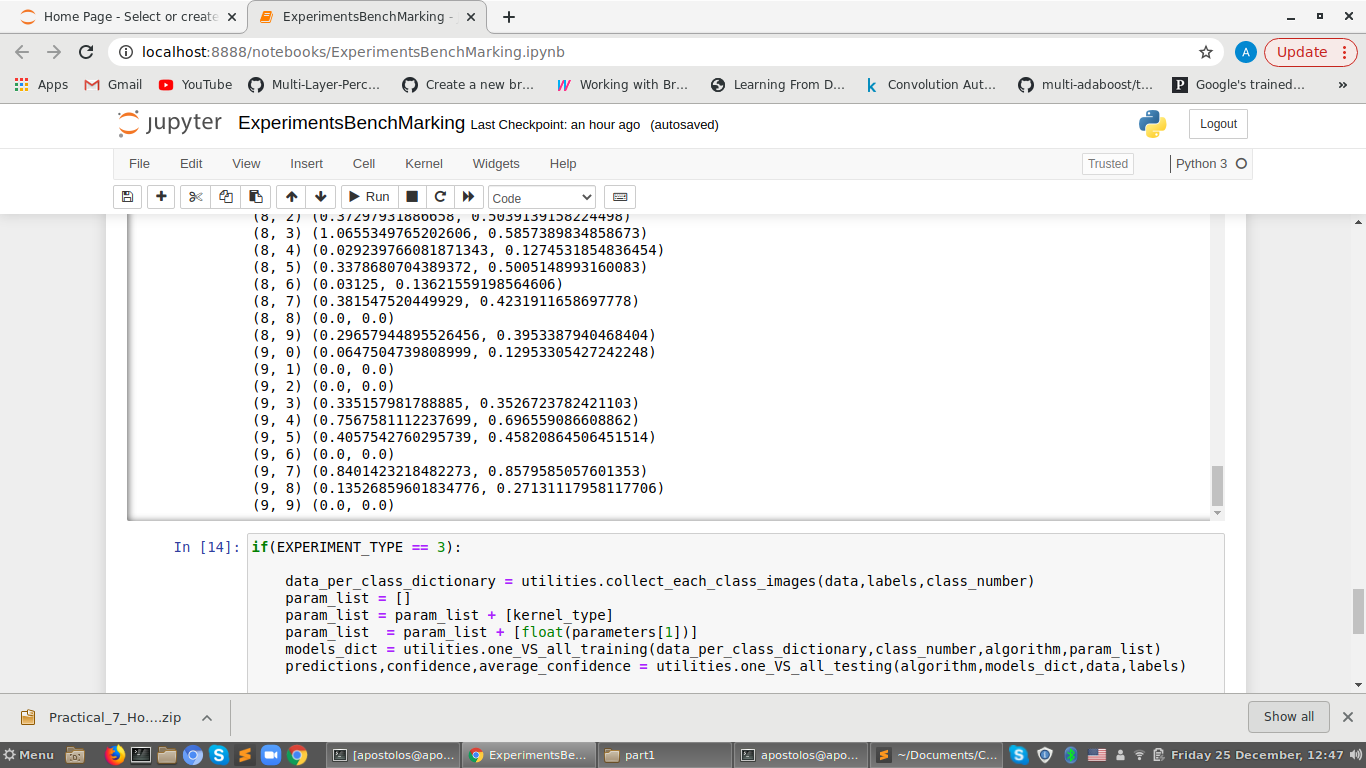 Home Page - Select or create
ExperimentsBenchMarking -
localhost:8888/notebooks/ExperimentsBenchMarking.ipynb
A
Update
Apps
Gmail
YouTube
Multi-Layer-Perc...
Create a new br...
Working with Br...
Learning From D...
Convolution Aut...
multi-adaboost/t...
Google's trained...
»
jupyter
ExperimentsBenchMarking
Last Checkpoint: an hour ago (autosaved)
Logout
File
Edit
View
Insert
Cell
Kernel
Widgets
Help
Trusted
Python 3
Run
Code
(8, 2) (0.37297931886658, 0.5039139158224498)
(8, 3) (1.0655349765202606, 0.5857389834858673)
(8, 4) (0.029239766081871343, 0.1274531854836454)
(8, 5) (0.3378680704389372, 0.5005148993160083)
(8, 6) (0.03125, 0.13621559198564606)
(8, 7) (0.381547520449929, 0.4231911658697778)
(8, 8) (0.0, 0.0)
(8, 9) (0.29657944895526456, 0.3953387940468404)
(9, 0) (0.0647504739808999, 0.12953305427242248)
(9, 1) (0.0, 0.0)
(9, 2) (0.0, 0.0)
(9, 3) (0.335157981788885, 0.3526723782421103)
(9, 4) (0.7567581112237699, 0.696559086608862)
(9, 5) (0.4057542760295739, 0.45820864506451514)
(9, 6) (0.0, 0.0)
(9, 7) (0.8401423218482273, 0.8579585057601353)
(9, 8) (0.13526859601834776, 0.27131117958117706)
(9, 9) (0.0, 0.0)
In [14]:
if(EXPERIMENT_TYPE == 3):
data_per_class_dictionary = utilities.collect_each_class_images(data,labels,class_number)
param_list = []
param_list = param_list + [kernel_type]
param_list  = param_list + [float(parameters[1])]
models_dict = utilities.one_VS_all_training(data_per_class_dictionary,class_number,algorithm,param_list)
predictions,confidence,average_confidence = utilities.one_VS_all_testing(algorithm,models_dict,data,labels)
Practical_7_Ho....zip
Show all
Menu
[apostolos@apo...
ExperimentsBe...
part1
apostolos@apo...
~/Documents/C...
Friday 25 December, 12:47